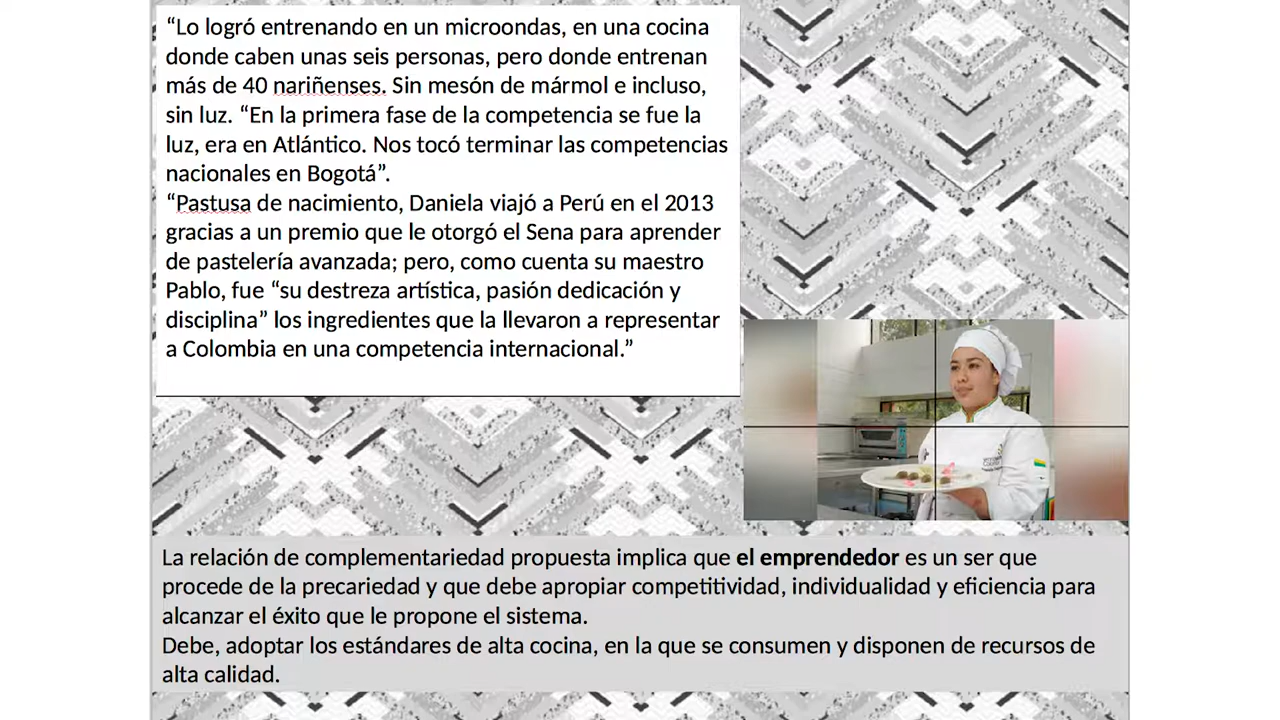 “Lo logró entrenando en un microondas, en una cocina
donde caben unas seis personas, pero donde entrenan
más de 40 nariñenses. Sin mesón de mármol e incluso,
sin luz. “En la primera fase de la competencia se fue la
luz, era en Atlántico. Nos tocó terminar las competencias
nacionales en Bogotá”.
“Pastusa de nacimiento, Daniela viajó a Perú en el 2013
gracias a un premio que le otorgó el Sena para aprender
de pastelería avanzada; pero, como cuenta su maestro
Pablo, fue “su destreza artística, pasión dedicación y
disciplina” los ingredientes que la llevaron a representar
a Colombia en una competencia internacional.”
La relación de complementariedad propuesta implica que el emprendedor es un ser que
procede de la precariedad y que debe apropiar competitividad, individualidad y eficiencia para
alcanzar el éxito que le propone el sistema.
Debe, adoptar los estándares de alta cocina, en la que se consumen y disponen de recursos de
alta calidad.